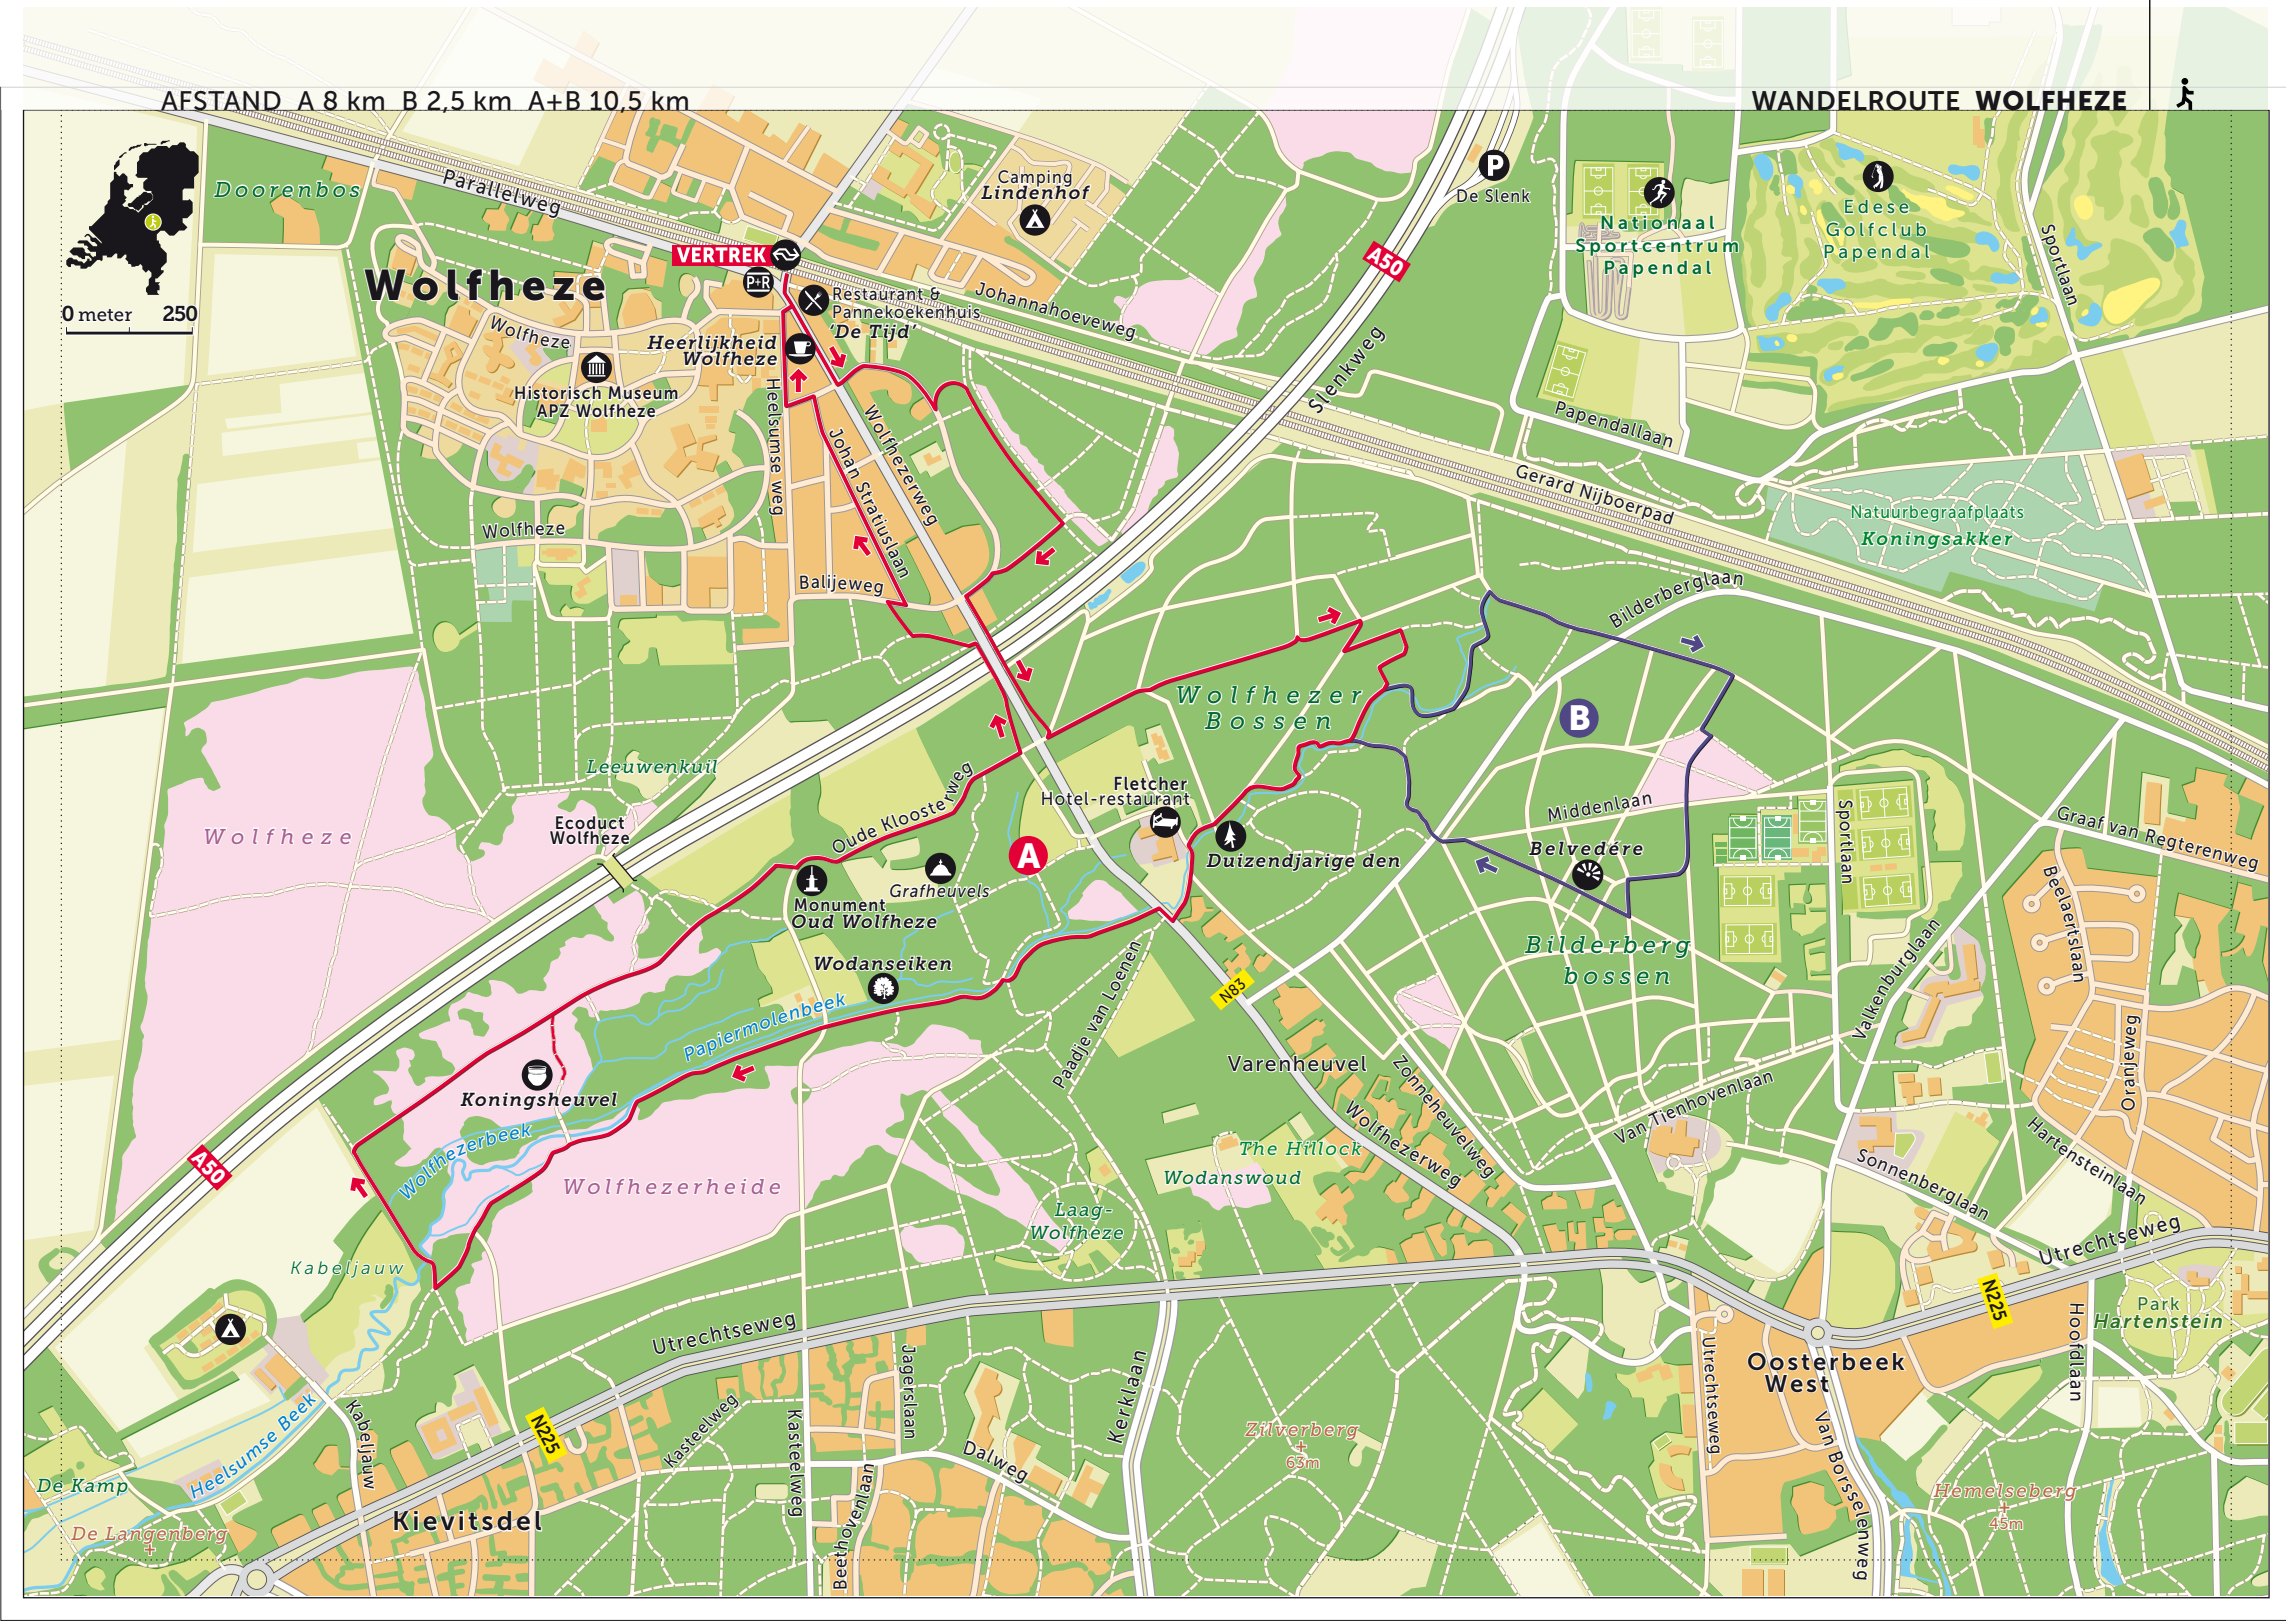 AFSTAND A 8 km B 2,5 km A+B 10,5 km
WANDELROUTE WOLFHEZE
Doorenbos
Parallelweg
0 meter 250
Wolfheze
VERTREK
P+R
Camping
Lindenhof
P
De Slenk
A50
Nationaal
Sportcentrum
Papendal
Edese
Golfclub
Papendal
Sportlaan
Restaurant &
Pannekoekenhuis
'De Tijd'
Johannahoeveweg
Wolfheze
Heerlijkheid
Wolfheze
Historisch Museum
APZ Wolfheze
Heelsumse weg
Wolfhezerweg
Johan Stratiuslaan
Slenkweg
Papendallaan
Gerard Nijboerpad
Natuurbegraafplaats
Koningsakker
Wolfheze
Balijeweg
Bilderberglaan
Wolfhezer
Bossen
B
Leeuwenkuil
Wolfheze
Ecoduct
Wolfheze
Oude Kloosterweg
Fletcher
Hotel-restaurant
A
Duizendjarige den
Middenlaan
Belvedére
Sportlaan
Graaf van Regterenweg
Beelaertslaan
Grafheuvels
Monument
Oud Wolfheze
Wodanseiken
Bilderberg
bossen
Valkenburglaan
N83
Papiermolenbeek
Paadje van Loenen
Varenheuvel
Zonneheuvelweg
Wolfhezerweg
Van Tienhovenlaan
Oranjeweg
Koningsheuvel
Wolfhezerbeek
A50
Wolfhezerheide
The Hillock
Wodanswoud
Laag-
Wolfheze
Sonnenberglaan
Hartensteinlaan
Utrechtseweg
Kabeljauw
N225
Park
Hartenstein
Hoofdlaan
Utrechtseweg
Oosterbeek
West
Utrechtseweg
Van Borsselenweg
Jagerslaan
Kerklaan
Kasteelweg
Kasteelweg
Dalweg
Beethovenlaan
Zilverberg
63m
Hemelseberg
45m
Kabeljauw
N225
Heelsumse Beek
De Kamp
De Langenberg
Kievitsdel